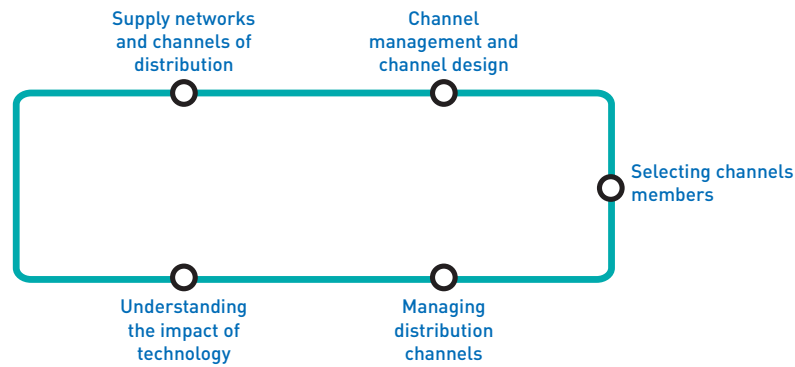 Supply networks
and channels of
distribution
Channel
management and
channel design
Selecting channels
members
Understanding
the impact of
technology
Managing
distribution
channels